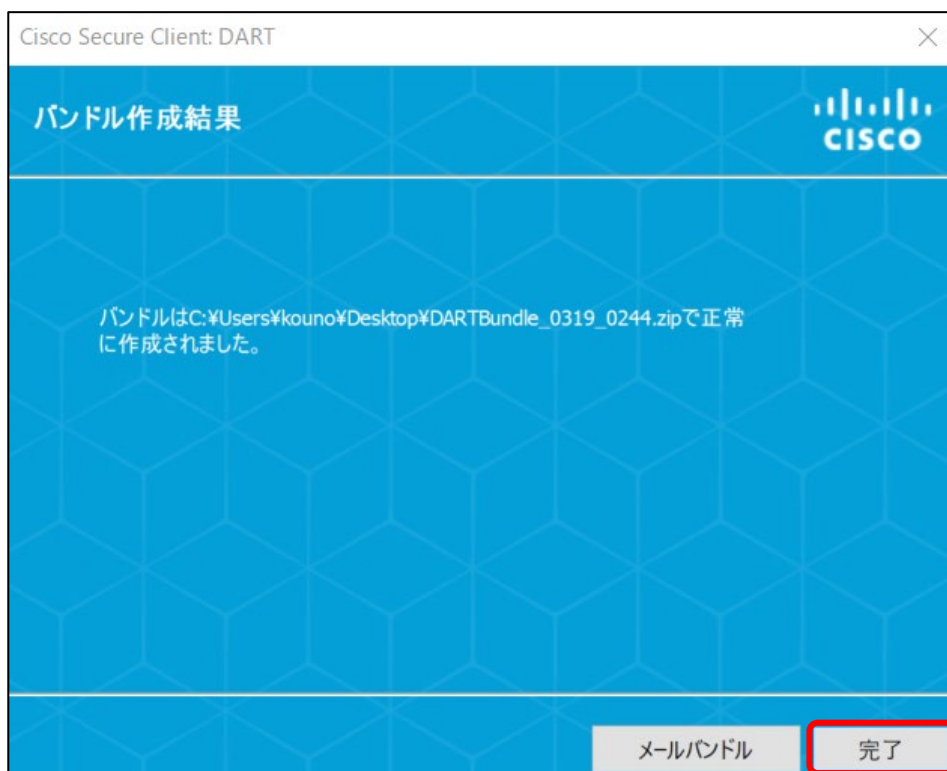 Cisco Secure Client: DART
バンドル作成結果
CISCO
バンドルはC:¥Users¥kouno¥Desktop¥DARTBundle_0319_0244.zipで正常
に作成されました。
メールバンドル
完了